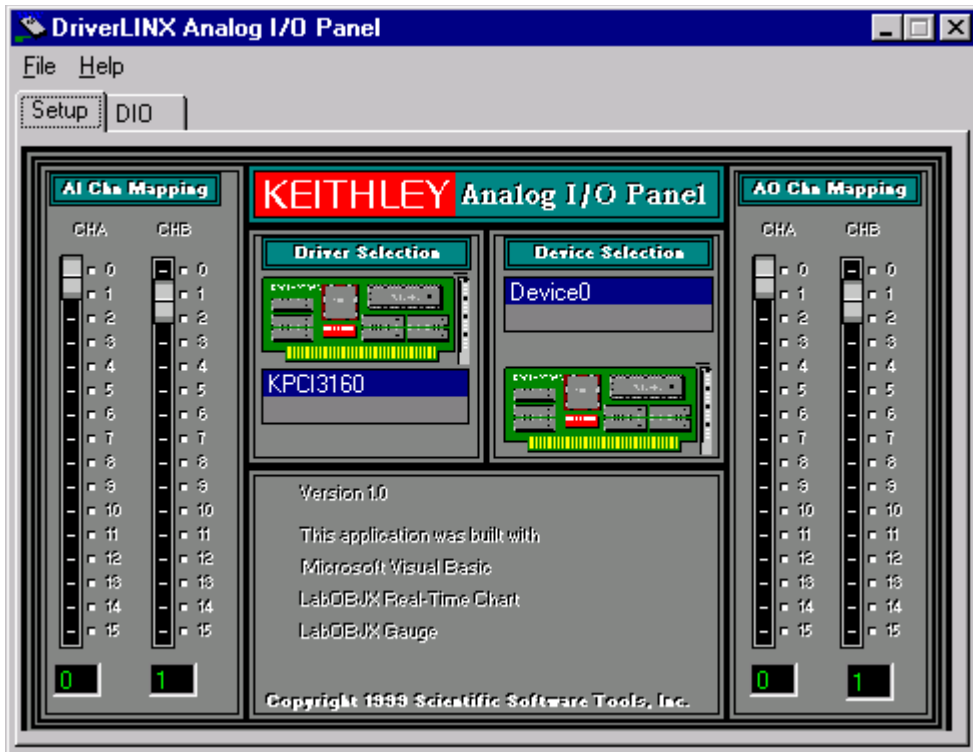 DriverLINX Analog I/O Panel
File Help
Setup DIO
AI Chn Mapping
CHA CHB
0 0
1 1
2 2
3 3
4 4
5 5
6 6
7 7
8 8
9 9
10 10
11 11
12 12
13 13
14 14
15 15
0 1
KEITHLEY Analog I/O Panel
Driver Selection
KPCI3160
Device Selection
Device0
Version 1.0
This application was built with
Microsoft Visual Basic
LabOBJX Real-Time Chart
LabOBJX Gauge
Copyright 1999 Scientific Software Tools, Inc.
AO Chn Mapping
CHA CHB
0 0
1 1
2 2
3 3
4 4
5 5
6 6
7 7
8 8
9 9
10 10
11 11
12 12
13 13
14 14
15 15
0 1